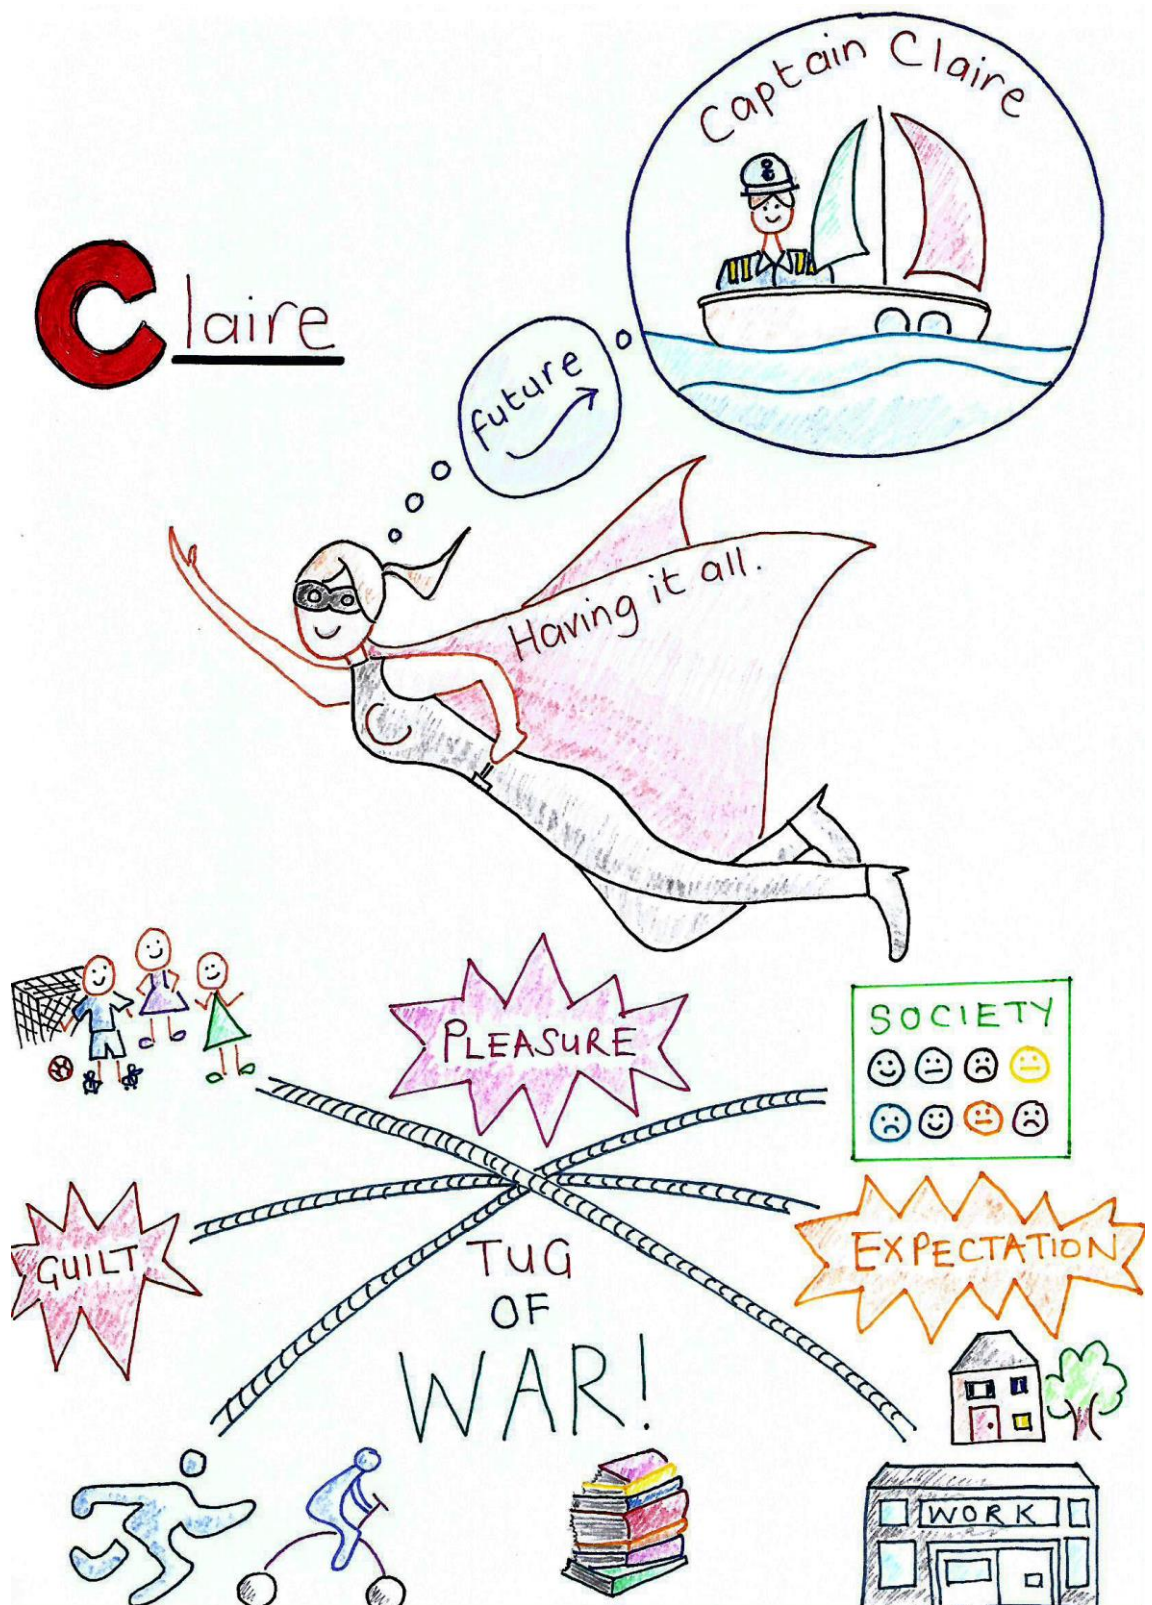 Captain Claire
Claire
future
Having it all.
PLEASURE
SOCIETY
GUILT
EXPECTATION
TUG
OF
WAR!
WORK